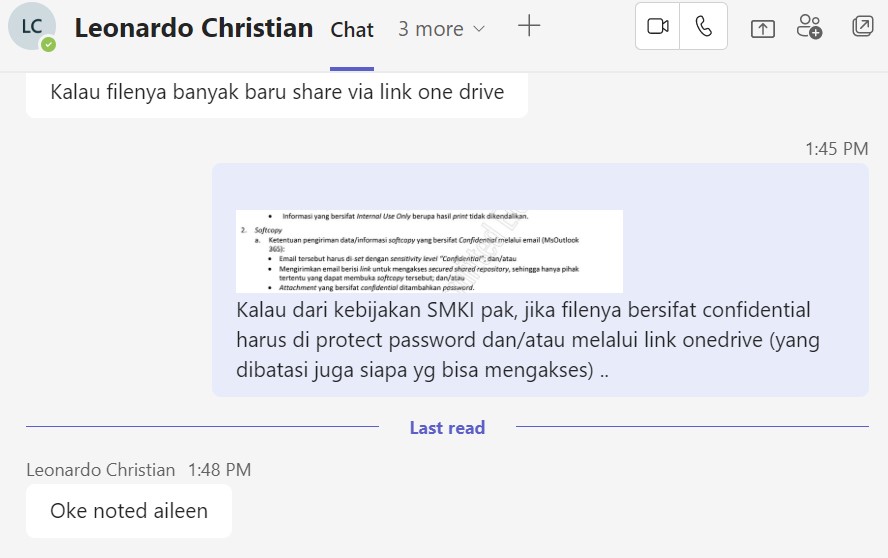 LC Leonardo Christian Chat 3 more
Kalau filenya banyak baru share via link one drive
1:45 PM
• Informasi yang bersifat Internal Use Only berupa hasil print tidak dikendalikan.
2. Softcopy
a. Ketentuan pengiriman data/informasi softcopy yang bersifat Confidential melalui email (MsOutlook
365):
• Email tersebut harus di-set dengan sensitivity level "Confidential", dan/atau
• Mengirimkan email berisi link untuk mengakses secured shared repository, sehingga hanya pihak
tertentu yang dapat membuka softcopy tersebut; dan/atau
• Attachment yang bersifat confidential ditambahkan password.
Kalau dari kebijakan SMKI pak, jika filenya bersifat confidential
harus di protect password dan/atau melalui link onedrive (yang
dibatasi juga siapa yg bisa mengakses) ..
Last read
Leonardo Christian 1:48 PM
Oke noted aileen